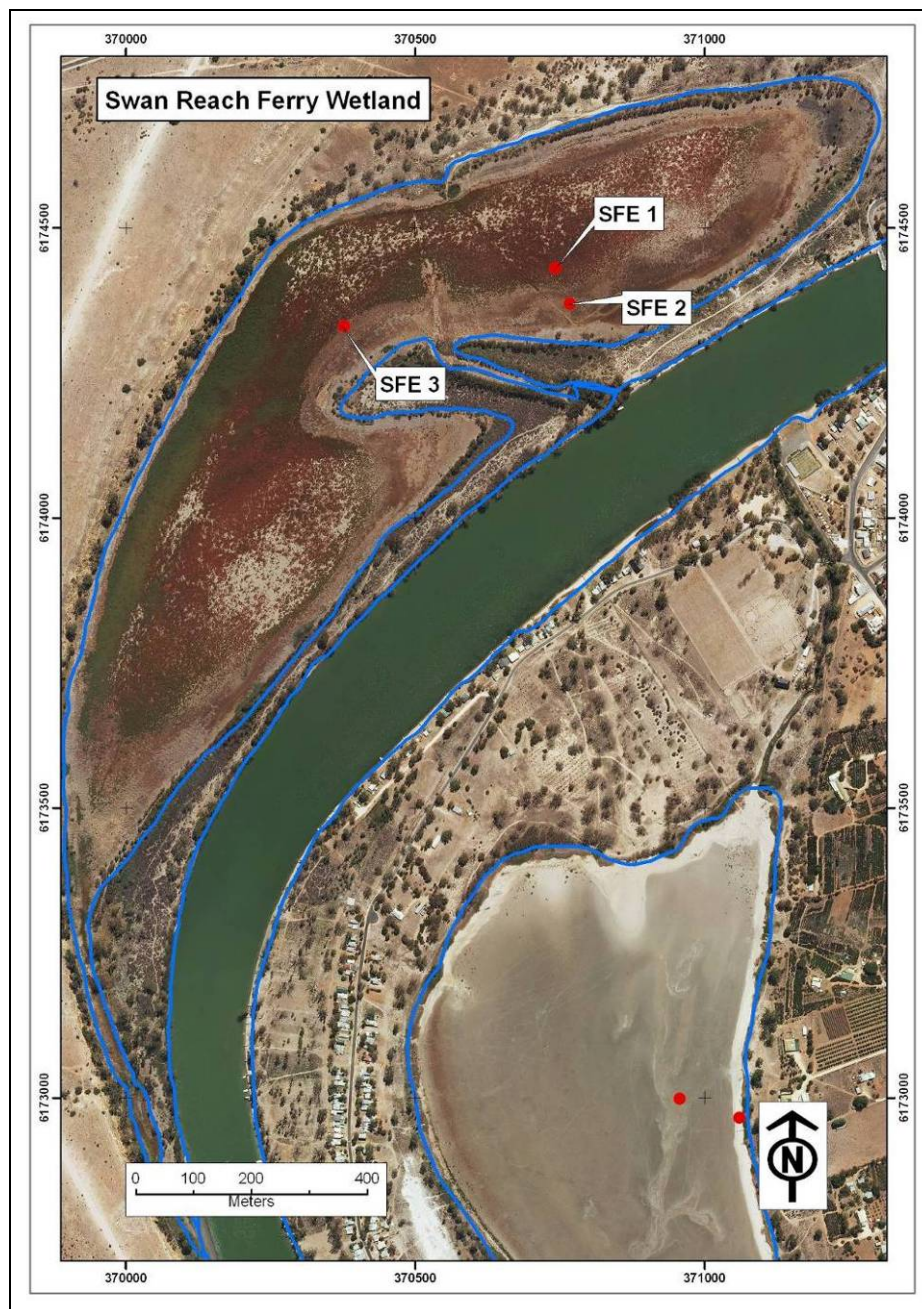 370000 370500 371000
Swan Reach Ferry Wetland
SFE 1
6174500 6174500
SFE 2
SFE 3
6174000 6174000
6173500 6173500
6173000 6173000
N
0 100 200 400
Meters
370000 370500 371000